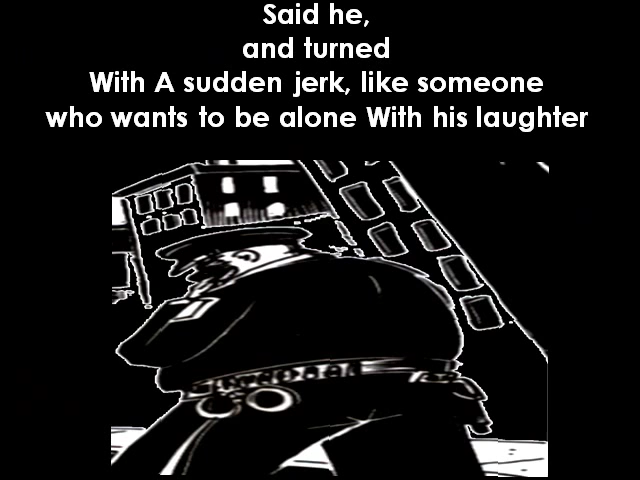 Said he,
and turned
With A sudden jerk, like someone
who wants to be alone With his laughter